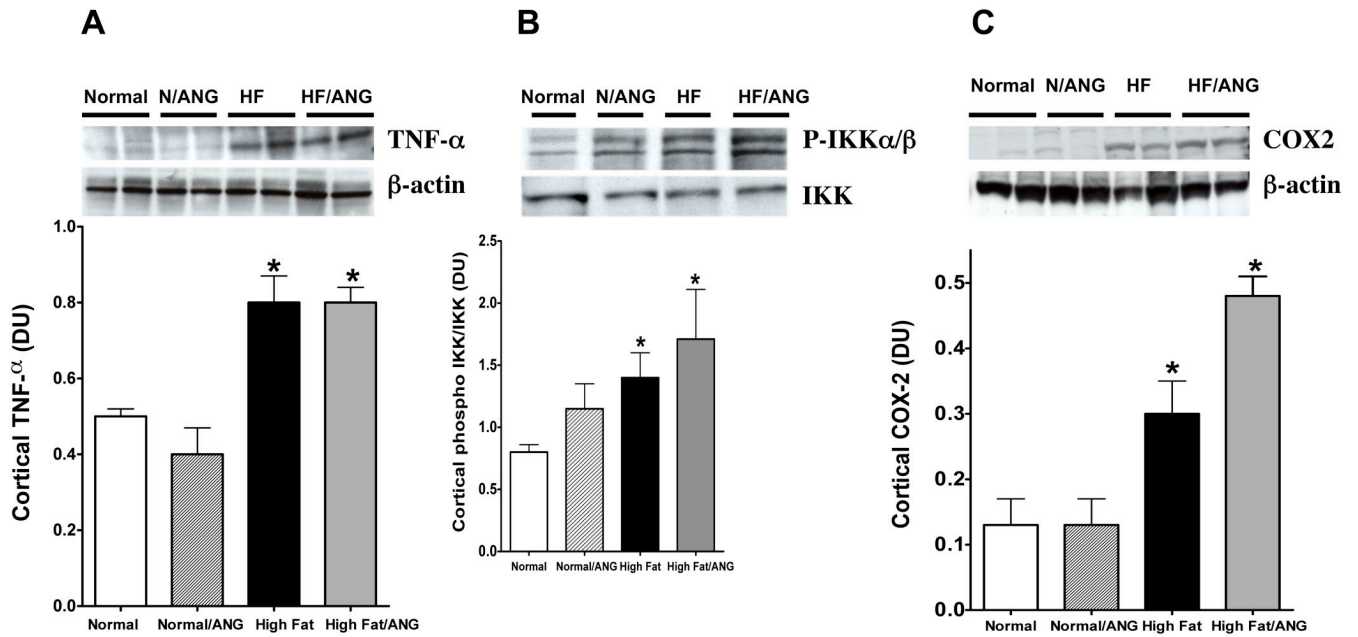 A
Normal N/ANG HF HF/ANG
TNF-α
β-actin
Cortical TNF-α (DU)
1.0
0.8
0.6
0.4
0.2
0.0
* *
Normal Normal/ANG High Fat High Fat/ANG
B
Normal N/ANG HF HF/ANG
P-IKKα/β
IKK
Cortical phospho IKK/IKK (DU)
2.5
2.0
1.5
1.0
0.5
0.0
* *
Normal Normal/ANG High Fat High Fat/ANG
C
Normal N/ANG HF HF/ANG
COX2
β-actin
Cortical COX-2 (DU)
0.5
0.4
0.3
0.2
0.1
0.0
* *
Normal Normal/ANG High Fat High Fat/ANG